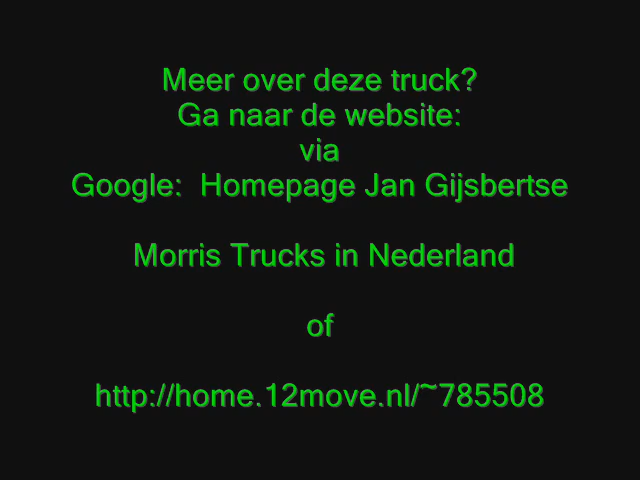 Meer over deze truck?
Ga naar de website:
via
Google: Homepage Jan Gijsbertse
Morris Trucks in Nederland
of
http://home.12move.nl/~785508